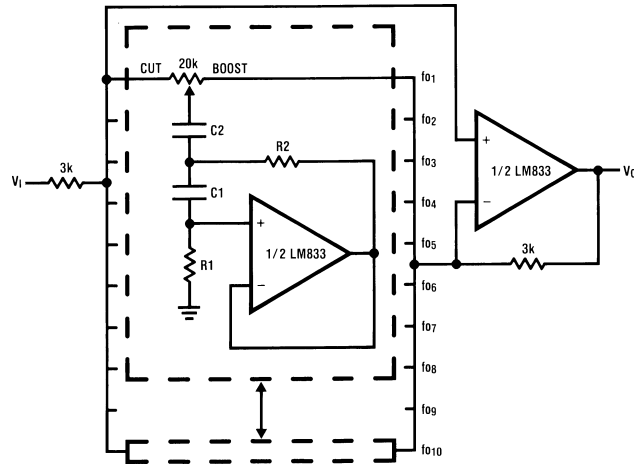 CUT 20k BOOST
fo1
C2
fo2
R2
fo3
3k
VI
C1
fo4
+
–
1/2 LM833
VO
R1
+
–
1/2 LM833
fo5
3k
fo6
fo7
fo8
fo9
fo10